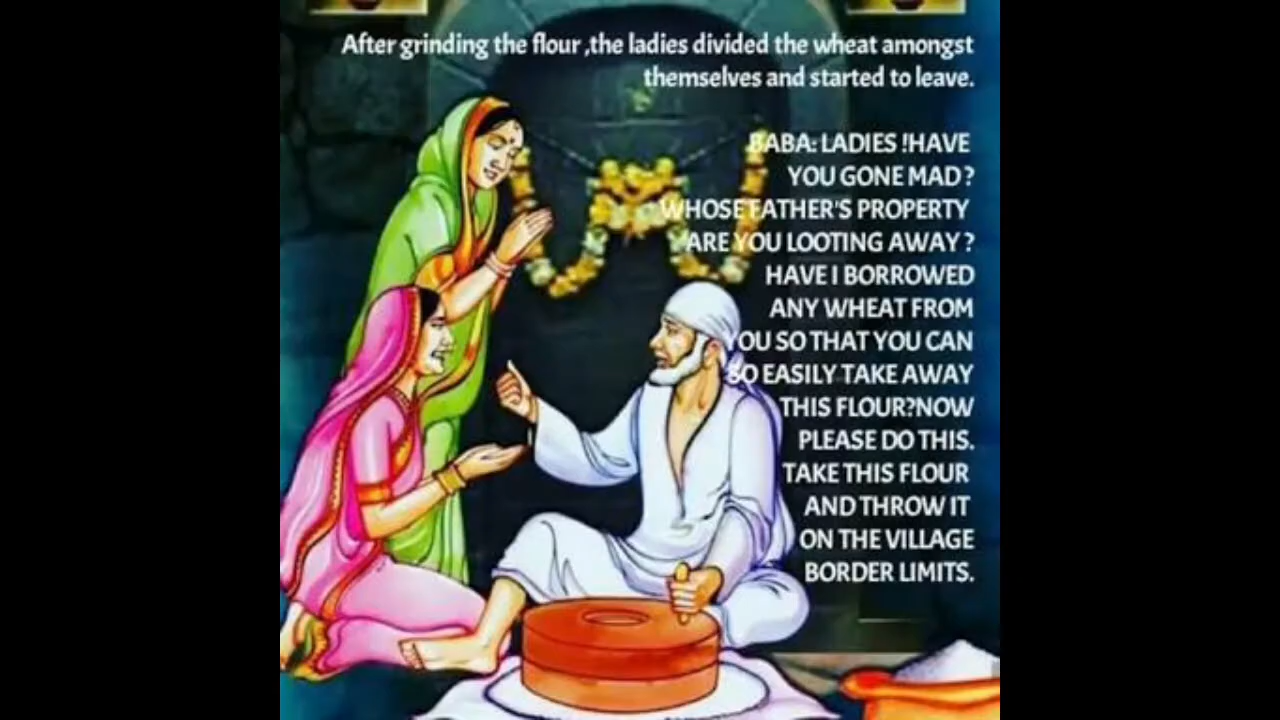 After grinding the flour ,the ladies divided the wheat amongst
themselves and started to leave.
BABA: LADIES !HAVE
YOU GONE MAD ?
WHOSE FATHER'S PROPERTY
ARE YOU LOOTING AWAY ?
HAVE I BORROWED
ANY WHEAT FROM
YOU SO THAT YOU CAN
SO EASILY TAKE AWAY
THIS FLOUR?NOW
PLEASE DO THIS.
TAKE THIS FLOUR
AND THROW IT
ON THE VILLAGE
BORDER LIMITS.